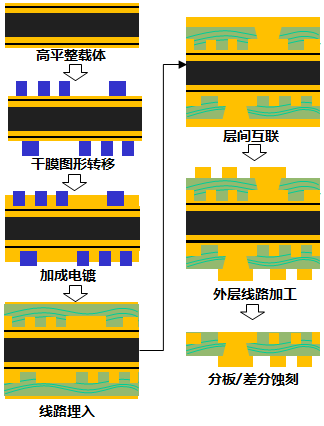 高平整载体
干膜图形转移
加成电镀
线路埋入
层间互联
外层线路加工
分板/差分蚀刻